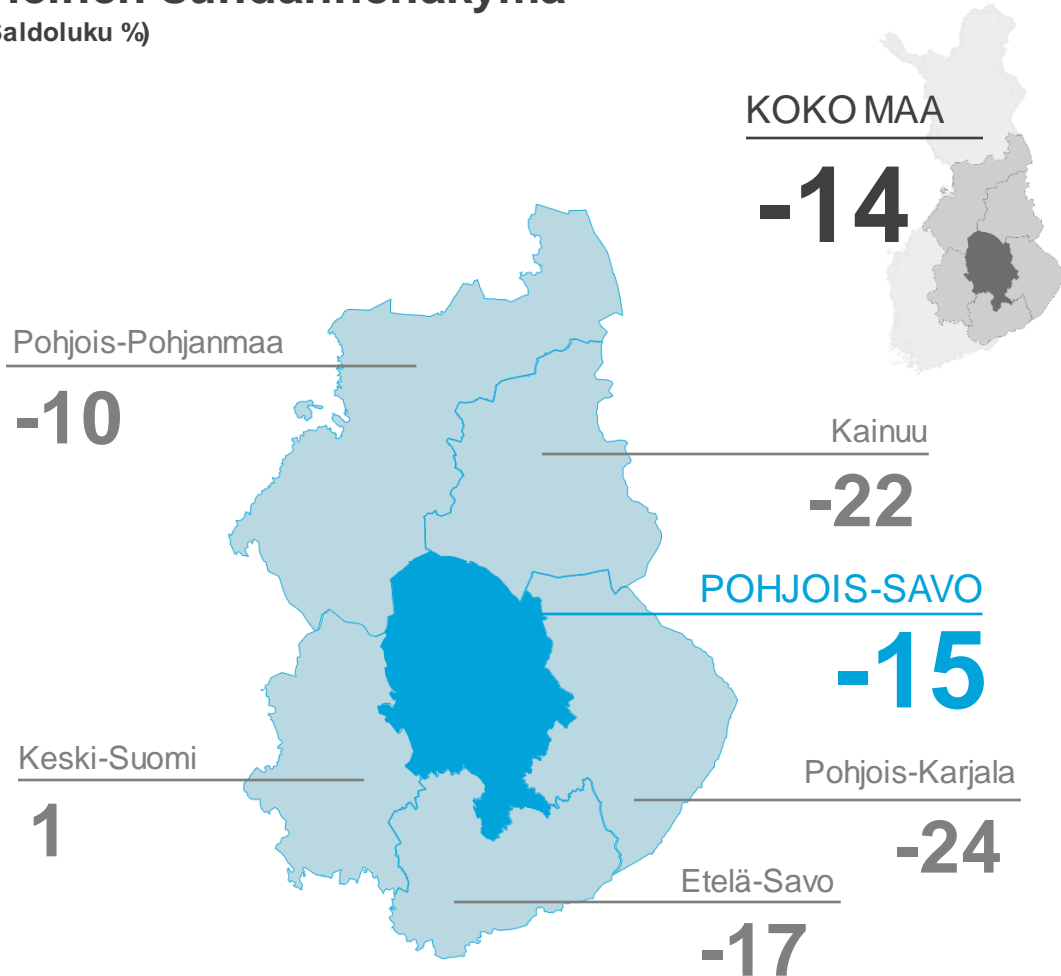 suhdannenäkymä
Saldoluku %)
KOKO MAA
-14
Pohjois-Pohjanmaa
-10
Kainuu
-22
POHJOIS-SAVO
-15
Keski-Suomi
1
Pohjois-Karjala
-24
Etelä-Savo
-17